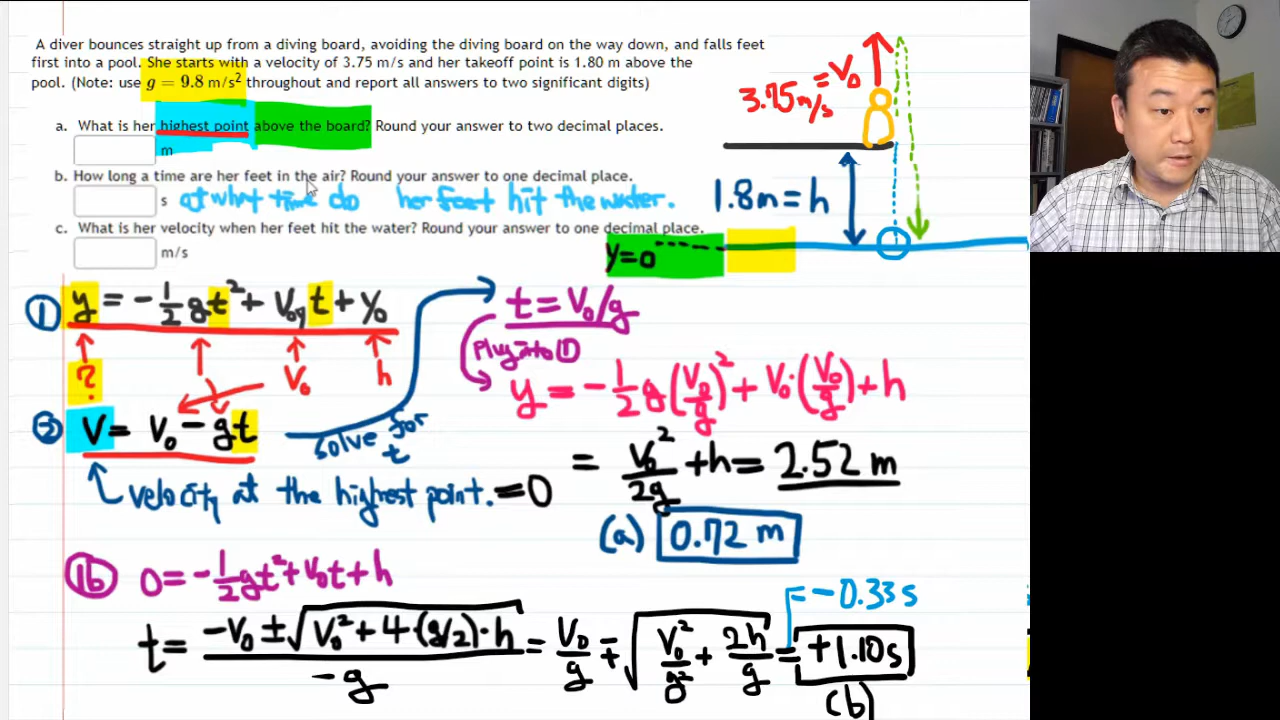 A diver bounces straight up from a diving board, avoiding the diving board on the way down, and falls feet
first into a pool. She starts with a velocity of 3.75 m/s and her takeoff point is 1.80 m above the
pool. (Note: use g = 9.8 m/s² throughout and report all answers to two significant digits)
a. What is her highest point above the board? Round your answer to two decimal places.
m
b. How long a time are her feet in the air? Round your answer to one decimal place.
s at what time do her feet hit the water.
c. What is her velocity when her feet hit the water? Round your answer to one decimal place.
m/s
3.75 m/s = V₀
1.8m = h
y=0
① y = -½gt² + V₀yt + y₀
? V₀ h
② V = V₀ - gt
solve for t
velocity at the highest point. = 0
t = V₀/g
Plug into ①
y = -½g(V₀/g)² + V₀·(V₀/g) + h
= V₀²/2g + h = 2.52 m
(a) 0.72 m
1b 0 = -½gt² + V₀t + h
t = (-V₀ ± √(V₀² + 4·(g/2)·h))/-g = V₀/g ∓ √(V₀²/g² + 2h/g) = +1.10s
-0.33 s
(b)